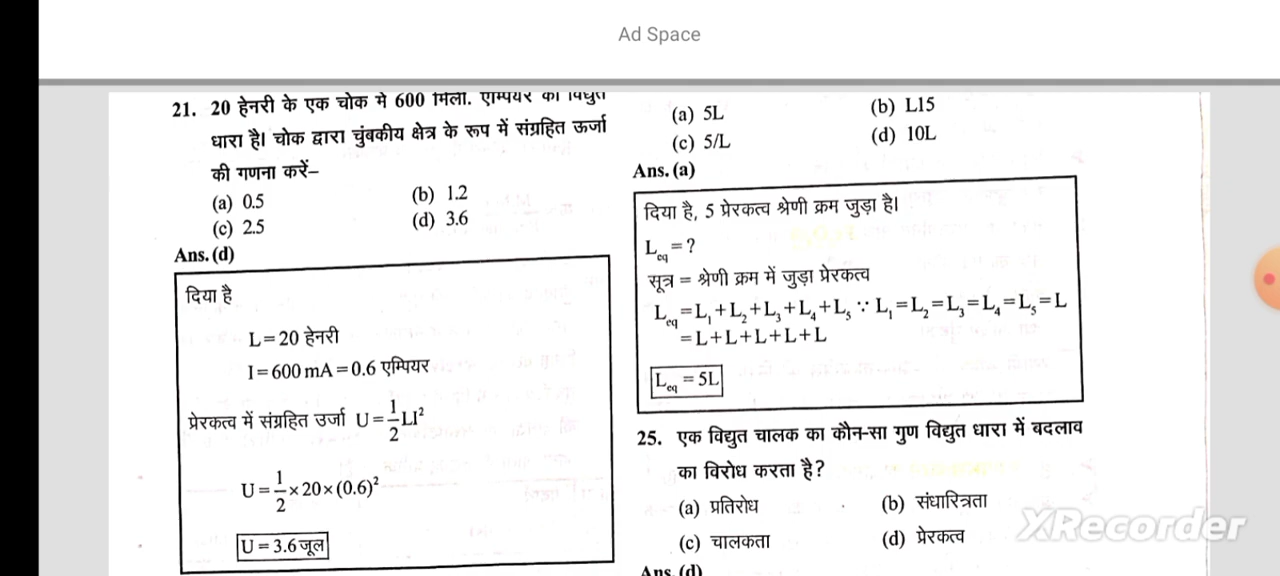 Ad Space
21. 20 हेनरी के एक चोक में 600 मिली. एम्पियर की विद्युत
धारा है। चोक द्वारा चुंबकीय क्षेत्र के रूप में संग्रहित ऊर्जा
की गणना करें–
(a) 0.5 (b) 1.2
(c) 2.5 (d) 3.6
Ans. (d)
दिया है
L = 20 हेनरी
I = 600 mA = 0.6 एम्पियर
प्रेरकत्व में संग्रहित उर्जा U = 1/2 LI²
U = 1/2 × 20 × (0.6)²
U = 3.6 जूल
(a) 5L (b) L15
(c) 5/L (d) 10L
Ans. (a)
दिया है, 5 प्रेरकत्व श्रेणी क्रम जुड़ा है।
Leq = ?
सूत्र = श्रेणी क्रम में जुड़ा प्रेरकत्व
Leq = L₁ + L₂ + L₃ + L₄ + L₅ ∵ L₁ = L₂ = L₃ = L₄ = L₅ = L
= L + L + L + L + L
Leq = 5L
25. एक विद्युत चालक का कौन-सा गुण विद्युत धारा में बदलाव
का विरोध करता है?
(a) प्रतिरोध (b) संधारित्रता
(c) चालकता (d) प्रेरकत्व
Ans. (d)
XRecorder